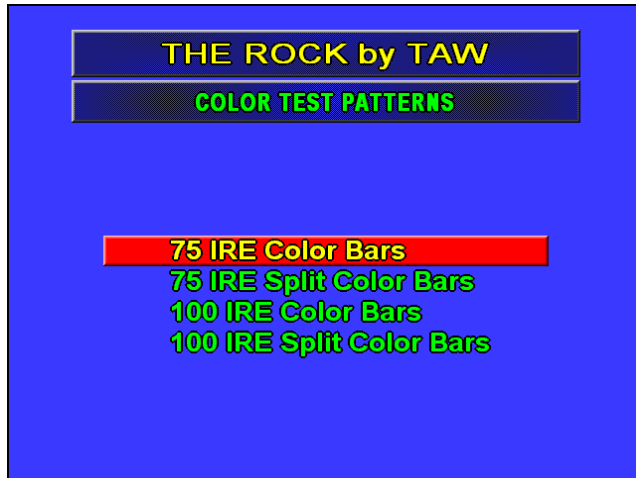 THE ROCK by TAW
COLOR TEST PATTERNS
75 IRE Color Bars
75 IRE Split Color Bars
100 IRE Color Bars
100 IRE Split Color Bars